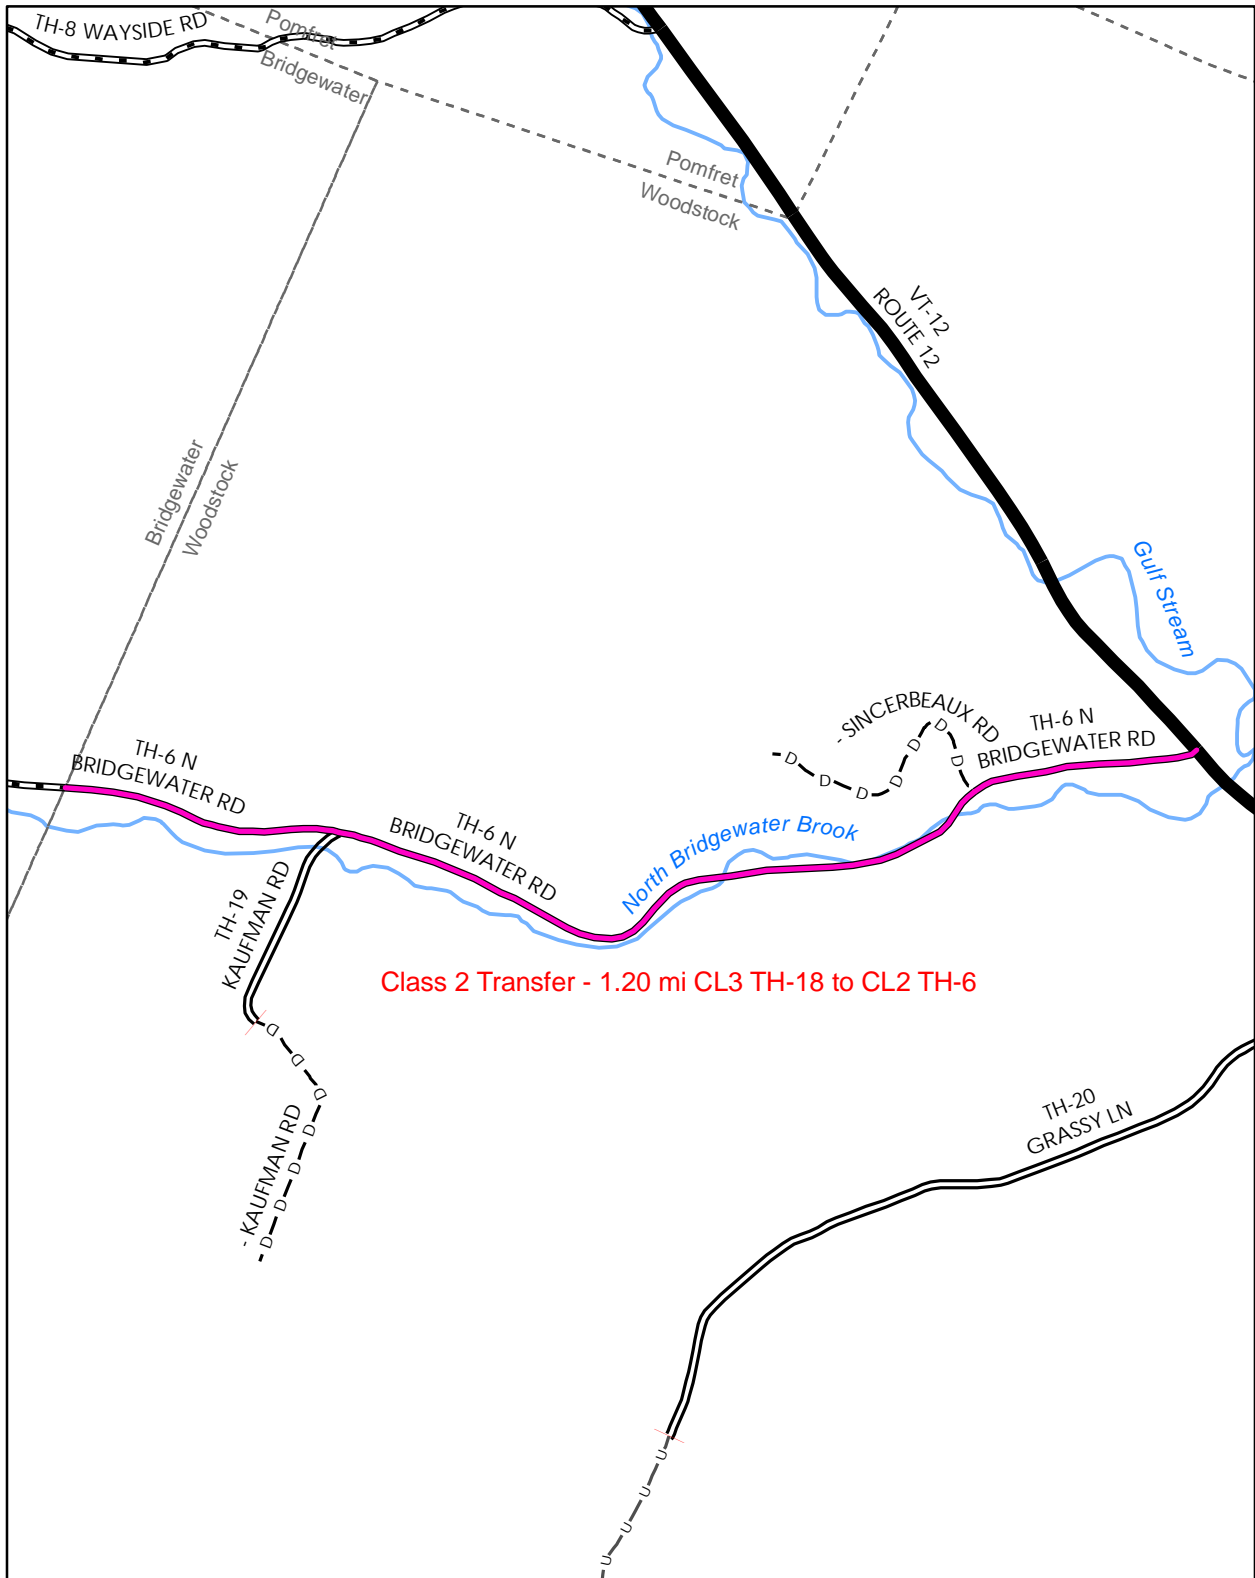 TH-8 WAYSIDE RD
Pomfret
Bridgewater
Pomfret
Woodstock
VT-12
ROUTE 12
Bridgewater
Woodstock
Gulf Stream
- SINCERBEAUX RD
D D D D D D D
TH-6 N
BRIDGEWATER RD
TH-6 N
BRIDGEWATER RD
TH-6 N
BRIDGEWATER RD
North Bridgewater Brook
TH-19
KAUFMAN RD
Class 2 Transfer - 1.20 mi CL3 TH-18 to CL2 TH-6
D D D D D D D
- KAUFMAN RD
TH-20
GRASSY LN
U U U U